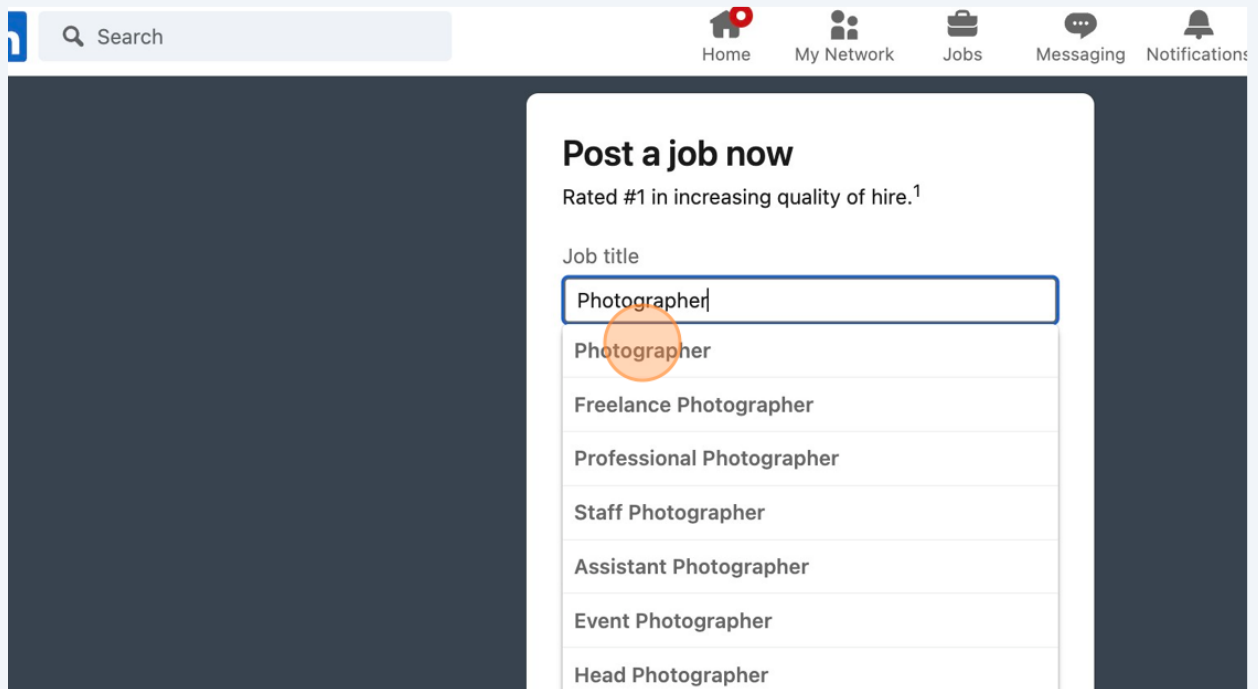 n
Search
Home
My Network
Jobs
Messaging
Notifications
Post a job now
Rated #1 in increasing quality of hire.1
Job title
Photographer
Photographer
Freelance Photographer
Professional Photographer
Staff Photographer
Assistant Photographer
Event Photographer
Head Photographer